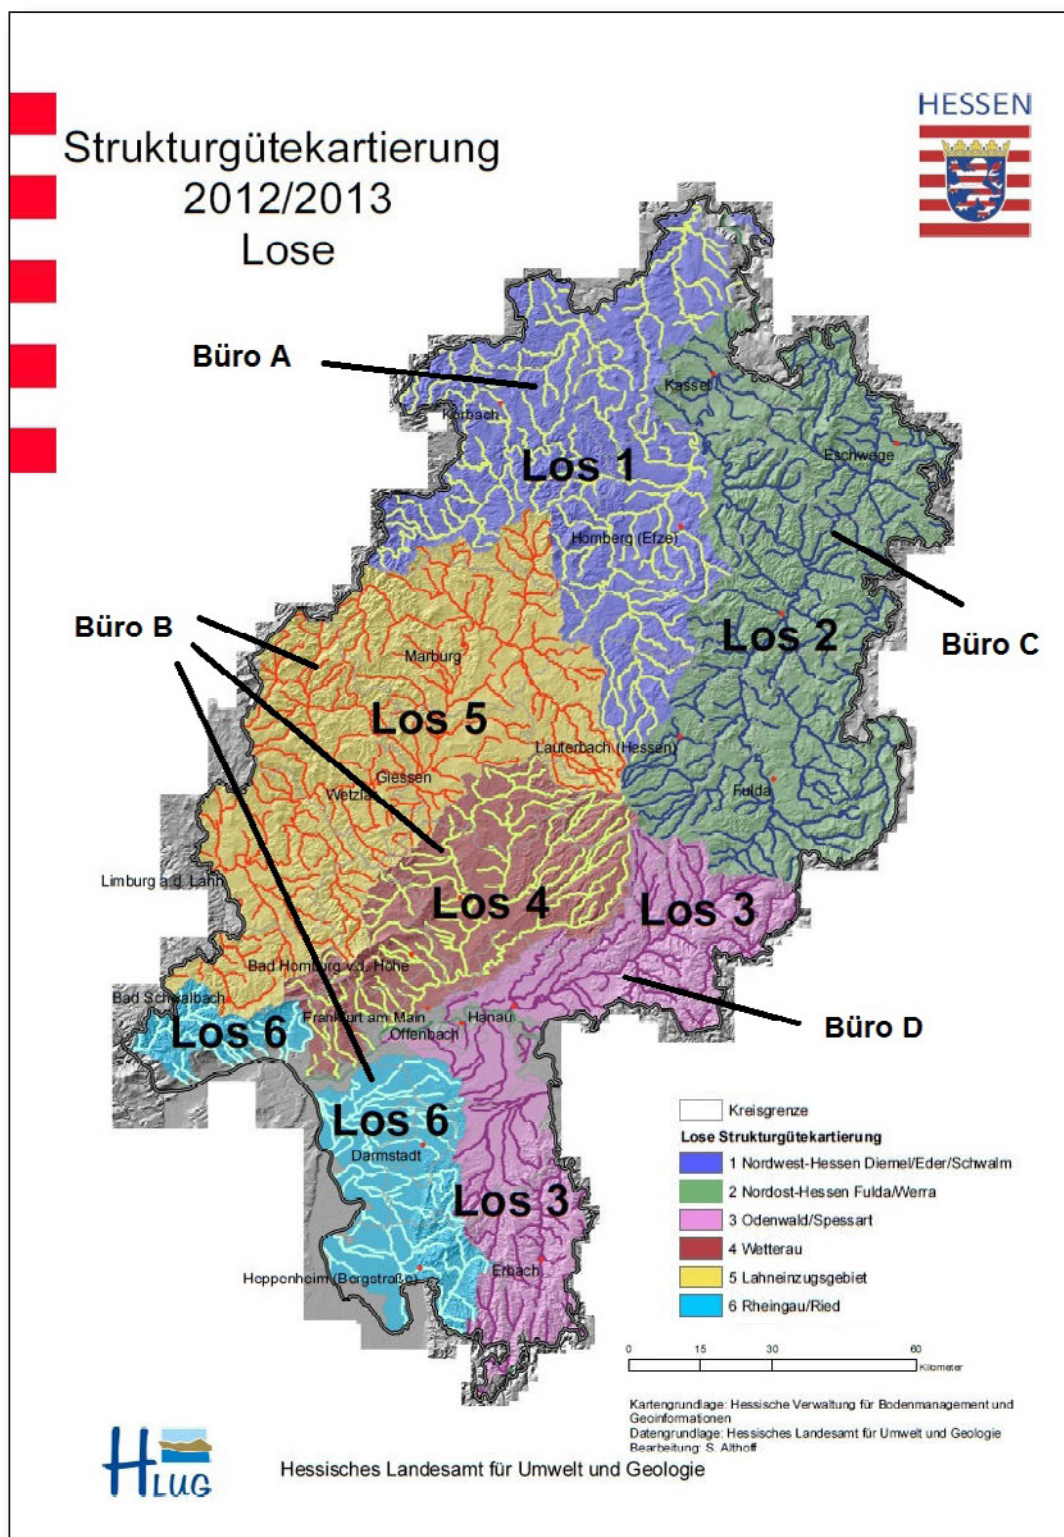 HESSEN
Strukturgütekartierung
2012/2013
Lose
Büro A
Kassel
Korbach
Eschwege
Los 1
Homberg (Efze)
Büro B
Marburg
Los 2
Büro C
Los 5
Lauterbach (Hessen)
Giessen
Wetzlar
Fulda
Limburg a.d. Lahn
Los 4
Los 3
Bad Homburg v.d. Höhe
Bad Schwalbach
Frankfurt am Main
Hanau
Offenbach
Los 6
Büro D
Los 6
Darmstadt
Los 3
Heppenheim (Bergstraße)
Erbach
Kreisgrenze
Lose Strukturgütekartierung
1 Nordwest-Hessen Diemel/Eder/Schwalm
2 Nordost-Hessen Fulda/Werra
3 Odenwald/Spessart
4 Wetterau
5 Lahneinzugsgebiet
6 Rheingau/Ried
0 15 30 60
Kilometer
Kartengrundlage: Hessische Verwaltung für Bodenmanagement und
Geoinformationen
Datengrundlage: Hessisches Landesamt für Umwelt und Geologie
Bearbeitung: S. Althoff
HLUG
Hessisches Landesamt für Umwelt und Geologie